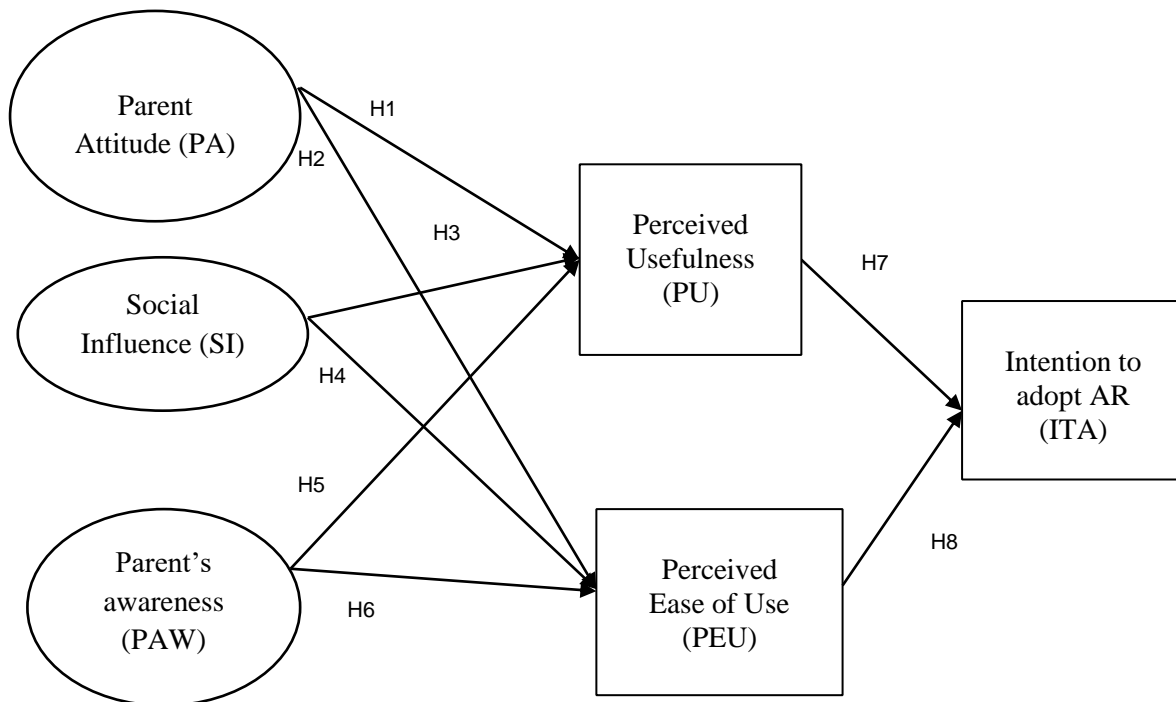 Parent
Attitude (PA)
H1
H2
H3
Perceived
Usefulness
(PU)
H7
Social
Influence (SI)
H4
Intention to
adopt AR
(ITA)
H5
Parent’s
awareness
(PAW)
H6
Perceived
Ease of Use
(PEU)
H8